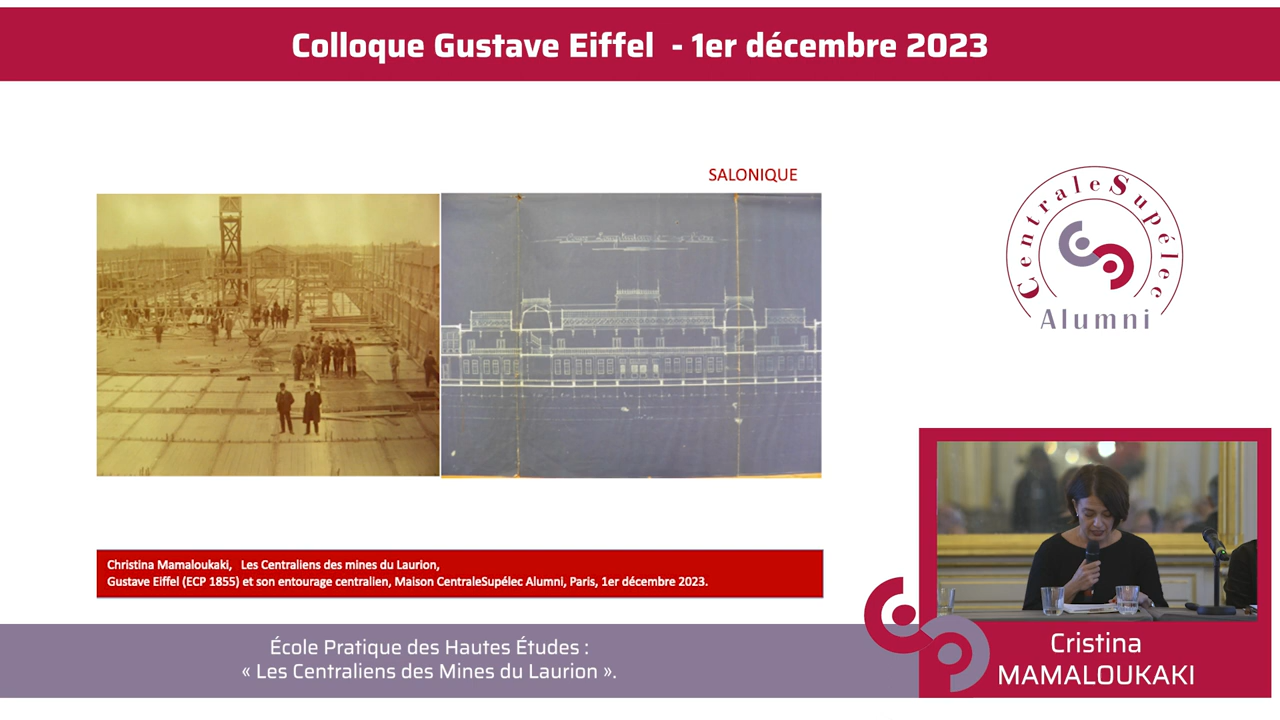 Colloque Gustave Eiffel - 1er décembre 2023
SALONIQUE
CentraleSupélec
Alumni
Christina Mamaloukaki, Les Centraliens des mines du Laurion,
Gustave Eiffel (ECP 1855) et son entourage centralien, Maison CentraleSupélec Alumni, Paris, 1er décembre 2023.
École Pratique des Hautes Études :
« Les Centraliens des Mines du Laurion ».
Cristina
MAMALOUKAKI